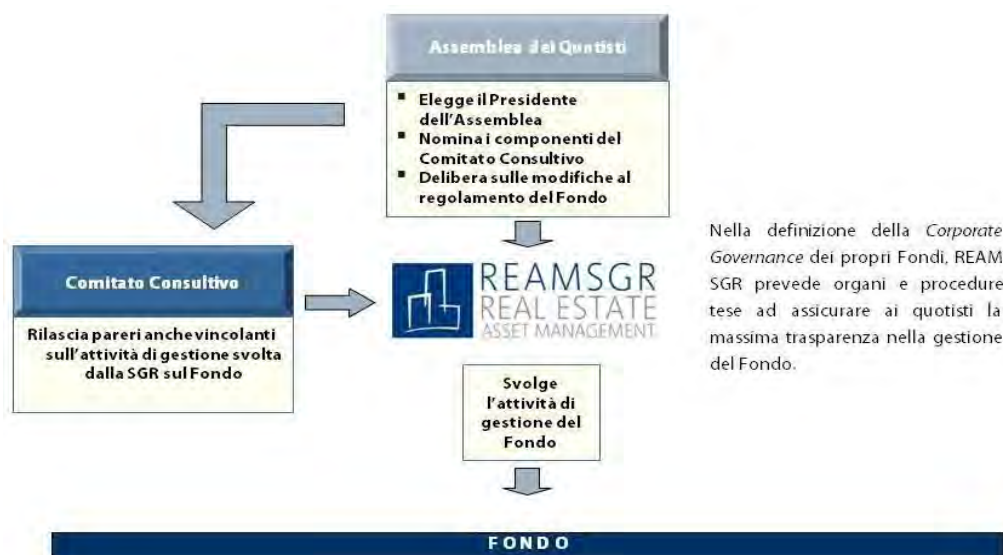 Assemblea dei Quotisti
▪ Elegge il Presidente
dell'Assemblea
▪ Nomina i componenti del
Comitato Consultivo
▪ Delibera sulle modifiche al
regolamento del Fondo
Comitato Consultivo
Rilascia pareri anche vincolanti
sull'attività di gestione svolta
dalla SGR sul Fondo
REAMSGR
REAL ESTATE
ASSET MANAGEMENT
Nella definizione della Corporate
Governance dei propri Fondi, REAM
SGR prevede organi e procedure
tese ad assicurare ai quotisti la
massima trasparenza nella gestione
del Fondo.
Svolge
l'attività di
gestione del
Fondo
FONDO